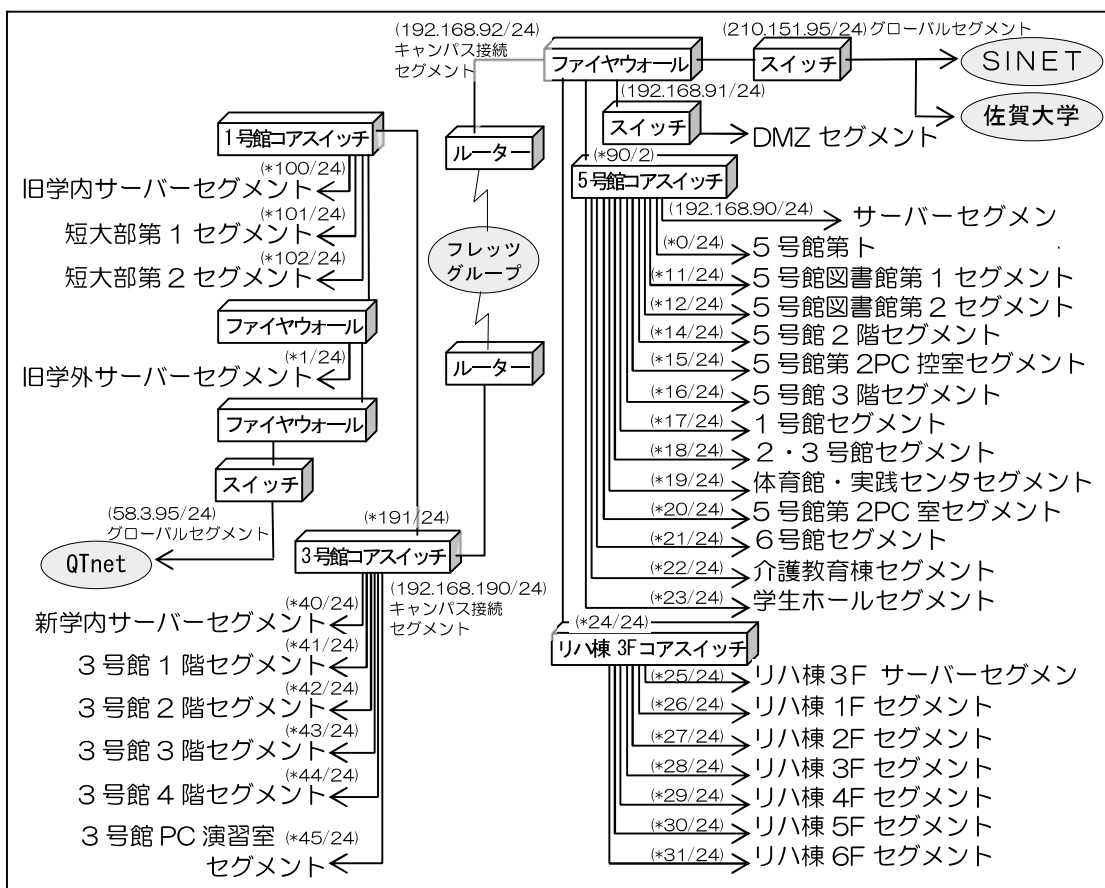 (192.168.92/24)
キャンパス接続
セグメント
(210.151.95/24)グローバルセグメント
ファイヤウォール
スイッチ
SINET
佐賀大学
(192.168.91/24)
スイッチ
DMZ セグメント
ルーター
フレッツ
グループ
ルーター
1号館コアスイッチ
(*100/24)
旧学内サーバーセグメント
(*101/24)
短大部第1セグメント
(*102/24)
短大部第2セグメント
ファイヤウォール
(*1/24)
旧学外サーバーセグメント
ファイヤウォール
スイッチ
(58.3.95/24)
グローバルセグメント
QTnet
(*191/24)
3号館コアスイッチ
(192.168.190/24)
キャンパス接続
セグメント
(*40/24)
新学内サーバーセグメント
(*41/24)
3号館1階セグメント
(*42/24)
3号館2階セグメント
(*43/24)
3号館3階セグメント
(*44/24)
3号館4階セグメント
3号館PC演習室 (*45/24)
セグメント
(*90/2)
5号館コアスイッチ
(192.168.90/24)
サーバーセグメン
(*0/24)
5号館第ト
(*11/24)
5号館図書館第1セグメント
(*12/24)
5号館図書館第2セグメント
(*14/24)
5号館2階セグメント
(*15/24)
5号館第2PC控室セグメント
(*16/24)
5号館3階セグメント
(*17/24)
1号館セグメント
(*18/24)
2・3号館セグメント
(*19/24)
体育館・実践センタセグメント
(*20/24)
5号館第2PC室セグメント
(*21/24)
6号館セグメント
(*22/24)
介護教育棟セグメント
(*23/24)
学生ホールセグメント
(*24/24)
リハ棟 3Fコアスイッチ
(*25/24)
リハ棟3F サーバーセグメン
(*26/24)
リハ棟 1F セグメント
(*27/24)
リハ棟 2F セグメント
(*28/24)
リハ棟 3F セグメント
(*29/24)
リハ棟 4F セグメント
(*30/24)
リハ棟 5F セグメント
(*31/24)
リハ棟 6F セグメント